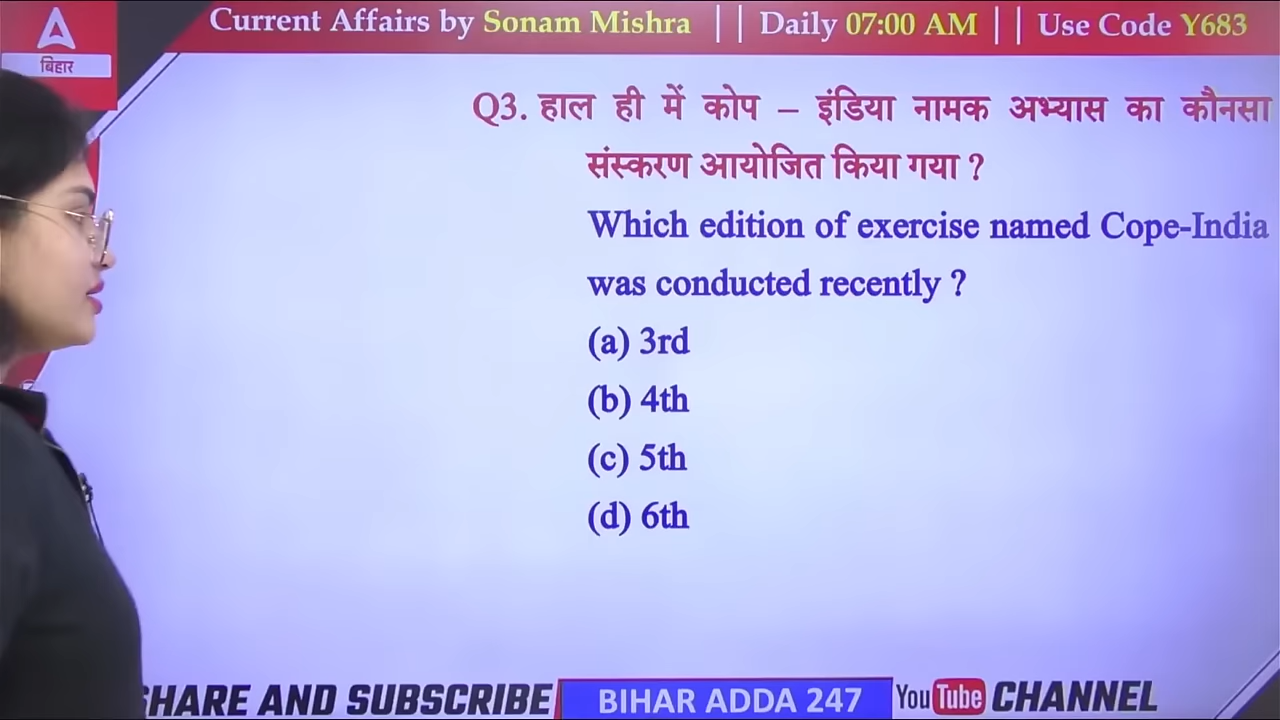 Current Affairs by Sonam Mishra || Daily 07:00 AM || Use Code Y683
बिहार
Q3. हाल ही में कोप – इंडिया नामक अभ्यास का कौनसा
संस्करण आयोजित किया गया ?
Which edition of exercise named Cope-India
was conducted recently ?
(a) 3rd
(b) 4th
(c) 5th
(d) 6th
SHARE AND SUBSCRIBE BIHAR ADDA 247 YouTube CHANNEL